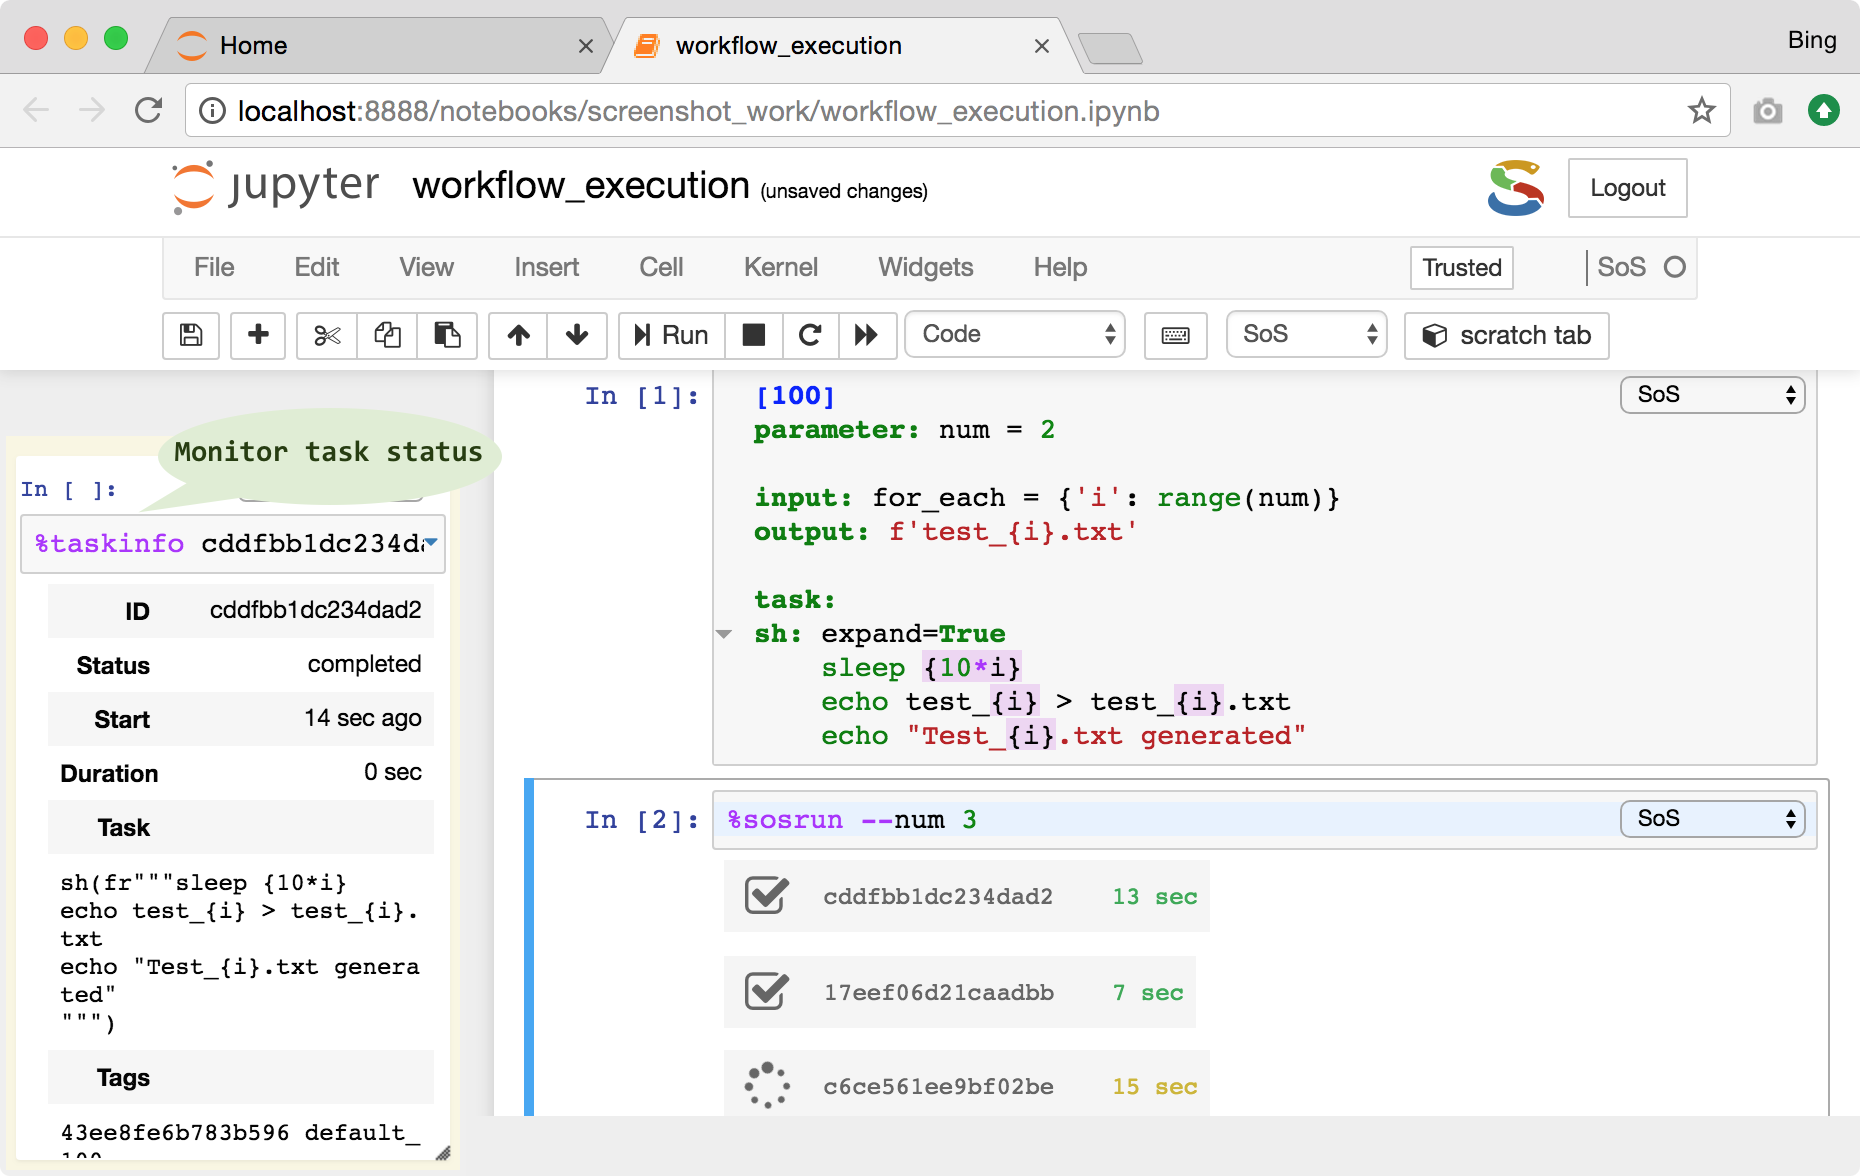 Home
workflow_execution
Bing
localhost:8888/notebooks/screenshot_work/workflow_execution.ipynb
jupyter workflow_execution (unsaved changes)
Logout
File Edit View Insert Cell Kernel Widgets Help
Trusted
SoS
Run
Code
SoS
scratch tab
Monitor task status
In [ ]:
%taskinfo cddfbb1dc234da
ID cddfbb1dc234dad2
Status completed
Start 14 sec ago
Duration 0 sec
Task
sh(fr"""sleep {10*i}
echo test_{i} > test_{i}.
txt
echo "Test_{i}.txt genera
ted"
""")
Tags
43ee8fe6b783b596 default_
In [1]:
SoS
[100]
parameter: num = 2
input: for_each = {'i': range(num)}
output: f'test_{i}.txt'
task:
sh: expand=True
sleep {10*i}
echo test_{i} > test_{i}.txt
echo "Test_{i}.txt generated"
In [2]:
%sosrun --num 3
SoS
cddfbb1dc234dad2 13 sec
17eef06d21caadbb 7 sec
c6ce561ee9bf02be 15 sec